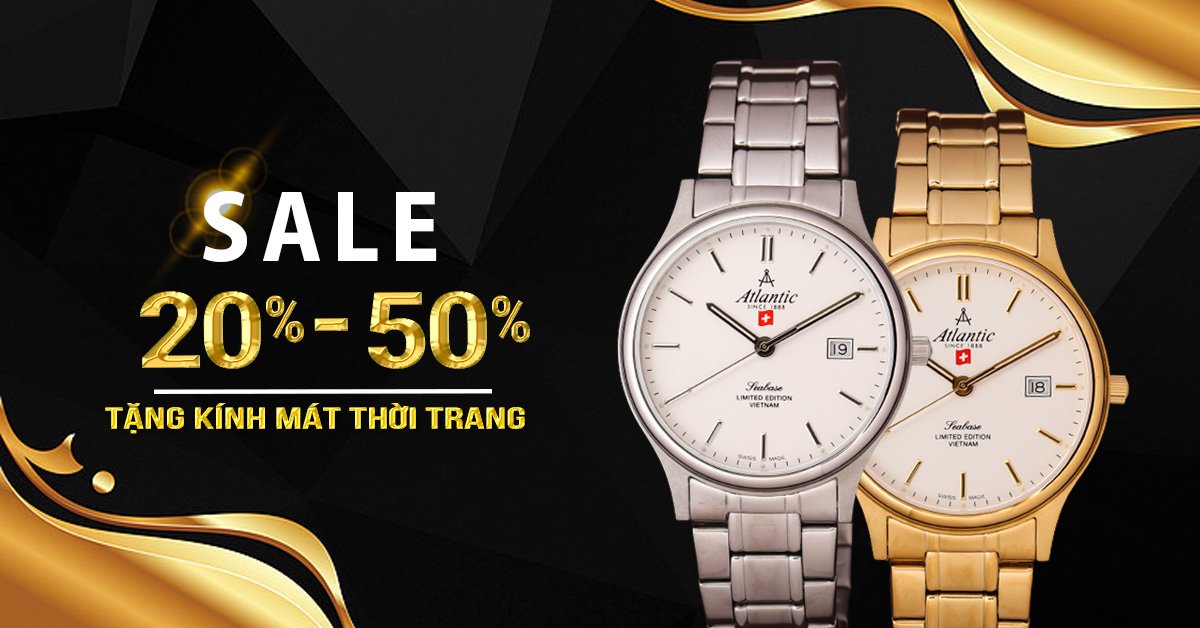 SALE
20% - 50%
TẶNG KÍNH MÁT THỜI TRANG
Atlantic
SINCE 1888
19
Seabase
LIMITED EDITION
VIETNAM
SWISS MADE
Atlantic
SINCE 1888
18
Seabase
LIMITED EDITION
VIETNAM
SWISS MADE